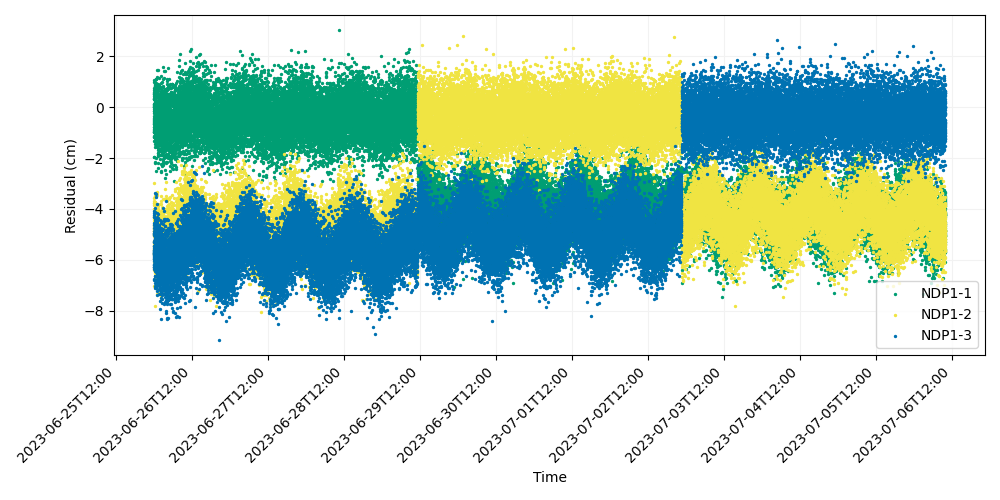 Residual (cm)
2
0
−2
−4
−6
−8
NDP1-1
NDP1-2
NDP1-3
2023-06-25T12:00
2023-06-26T12:00
2023-06-27T12:00
2023-06-28T12:00
2023-06-29T12:00
2023-06-30T12:00
2023-07-01T12:00
2023-07-02T12:00
2023-07-03T12:00
2023-07-04T12:00
2023-07-05T12:00
2023-07-06T12:00
Time